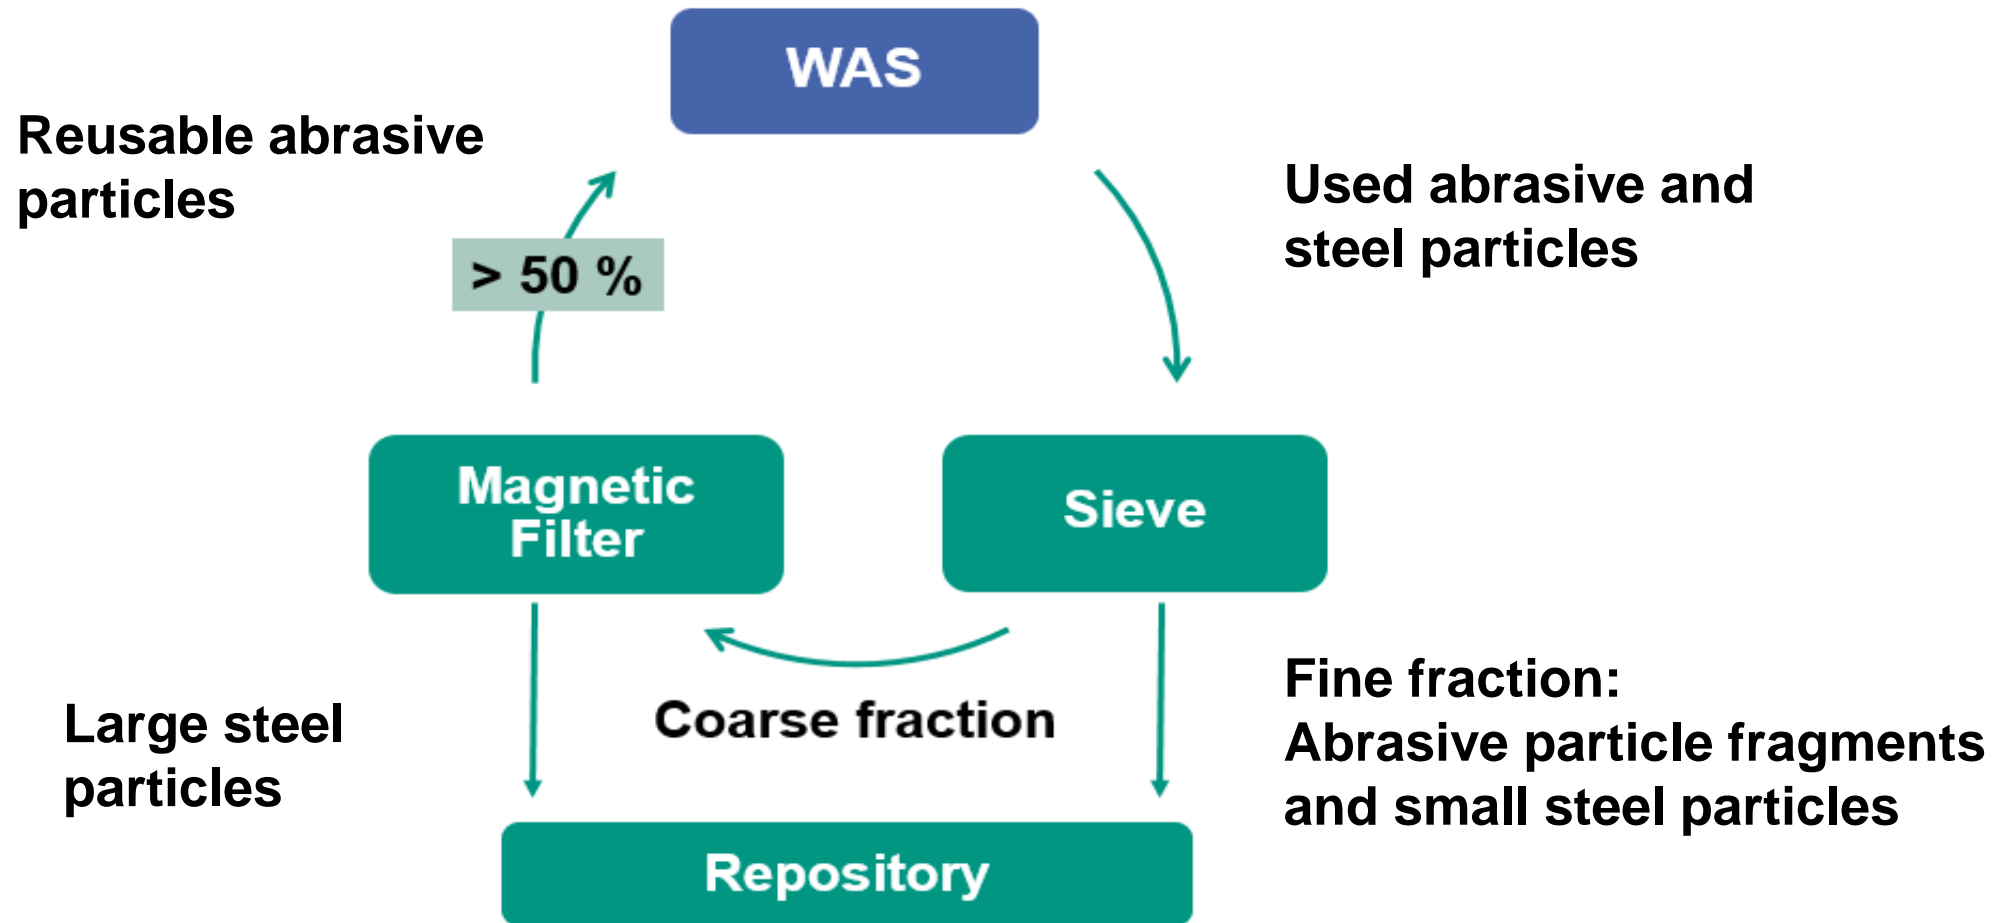 WAS
Reusable abrasive
particles
Used abrasive and
steel particles
> 50 %
Magnetic
Filter
Sieve
Large steel
particles
Coarse fraction
Fine fraction:
Abrasive particle fragments
and small steel particles
Repository